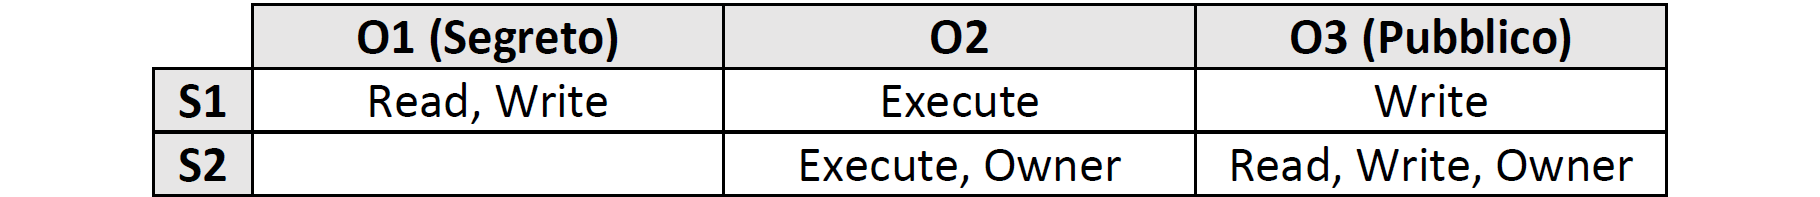 O1 (Segreto) O2 O3 (Pubblico)
S1 Read, Write Execute Write
S2 Execute, Owner Read, Write, Owner